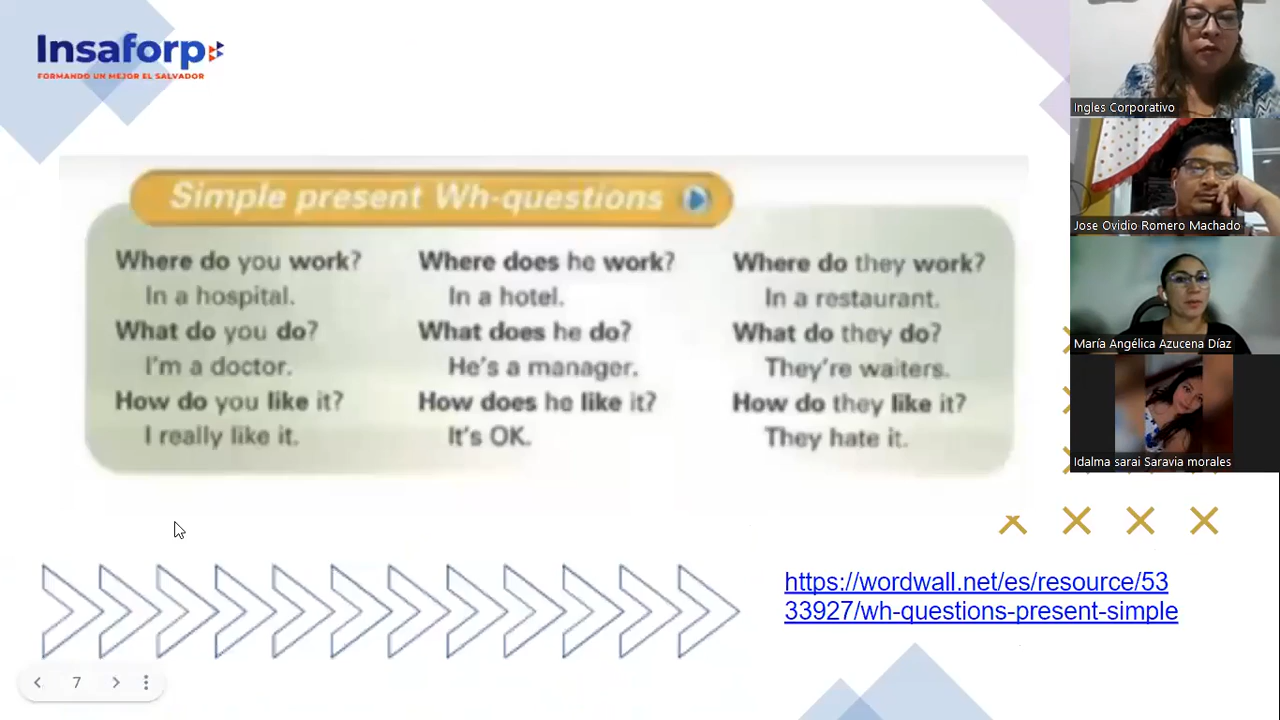 Insaforp
FORMANDO UN MEJOR EL SALVADOR
Simple present Wh-questions
Where do you work?
In a hospital.
What do you do?
I'm a doctor.
How do you like it?
I really like it.
Where does he work?
In a hotel.
What does he do?
He's a manager.
How does he like it?
It's OK.
Where do they work?
In a restaurant.
What do they do?
They're waiters.
How do they like it?
They hate it.
https://wordwall.net/es/resource/53
33927/wh-questions-present-simple
7
Ingles Corporativo
Jose Ovidio Romero Machado
María Angélica Azucena Díaz
Idalma sarai Saravia morales